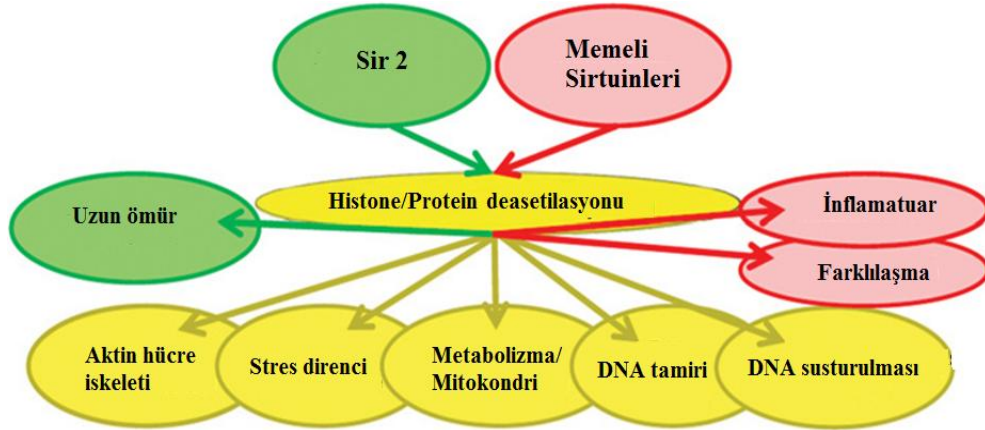 Sir 2
Memeli
Sirtuinleri
Histone/Protein deasetilasyonu
Uzun ömür
İnflamatuar
Farklılaşma
Aktin hücre
iskeleti
Stres direnci
Metabolizma/
Mitokondri
DNA tamiri
DNA susturulması